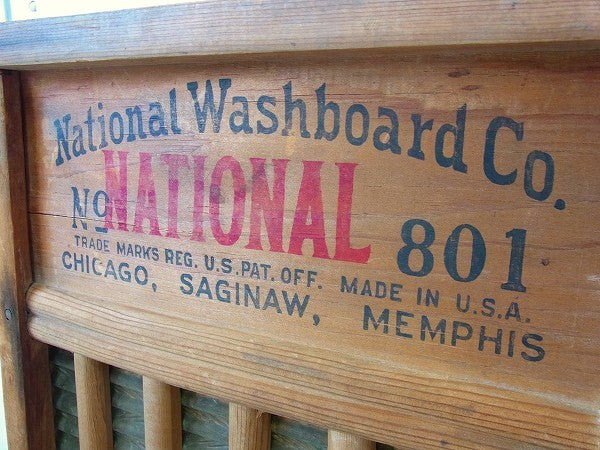 National Washboard Co.
No NATIONAL 801
TRADE MARKS REG. U.S. PAT. OFF. MADE IN U.S.A.
CHICAGO, SAGINAW, MEMPHIS